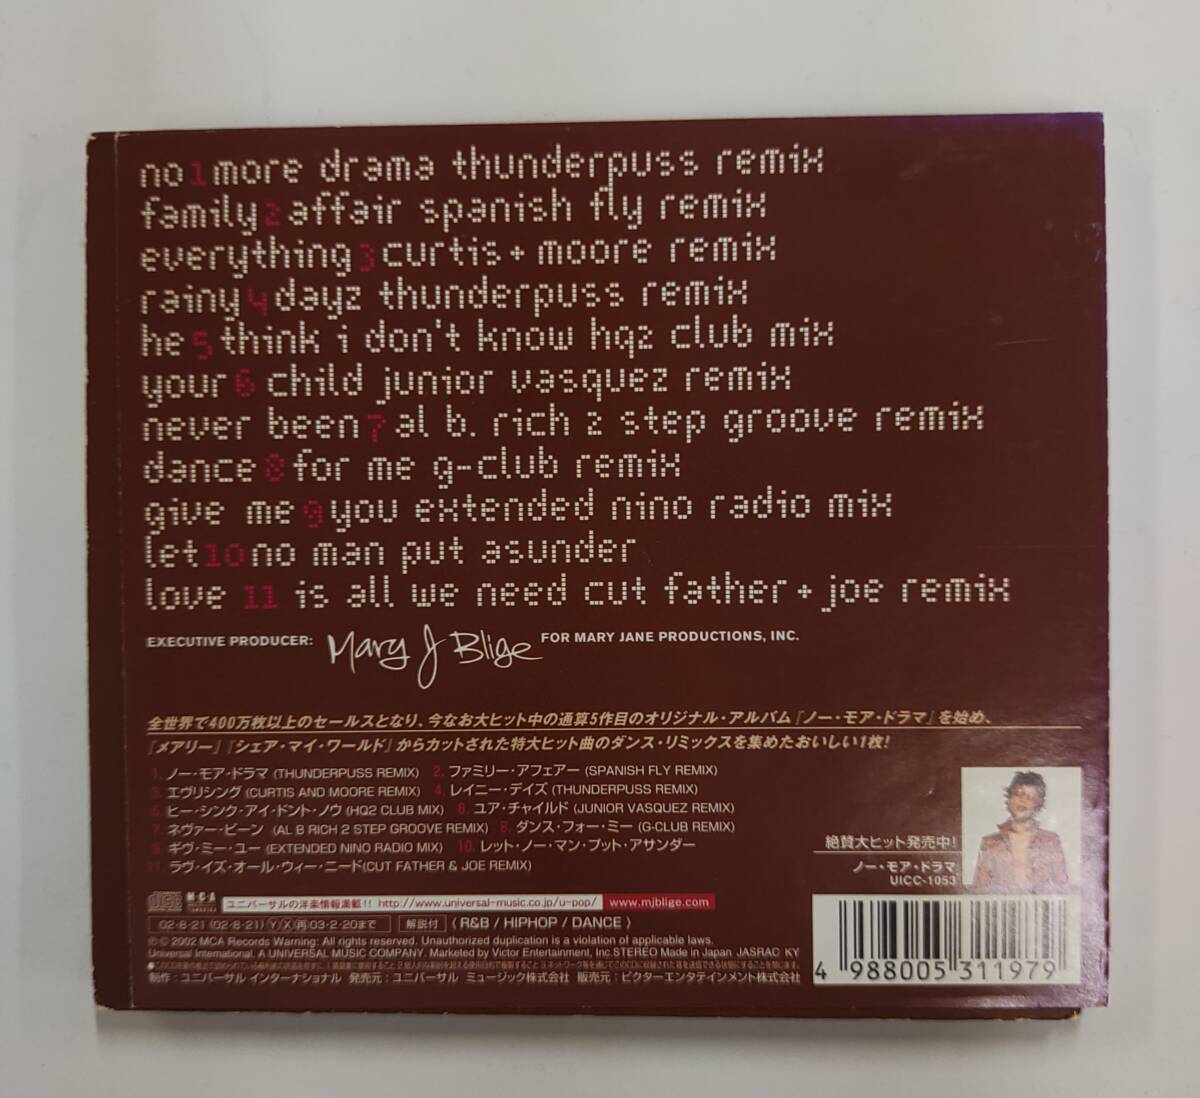 no 1 more drama thunderpuss remix
family 2 affair spanish fly remix
everything 3 curtis + moore remix
rainy 4 dayz thunderpuss remix
he 5 think i don't know hq2 club mix
your 6 child junior vasquez remix
never been 7 al b. rich 2 step groove remix
dance 8 for me g-club remix
give me 9 you extended nino radio mix
let 10 no man put asunder
love 11 is all we need cut father + joe remix
EXECUTIVE PRODUCER: Mary J Blige FOR MARY JANE PRODUCTIONS, INC.
全世界で400万枚以上のセールスとなり、今なお大ヒット中の通算5作目のオリジナル・アルバム『ノー・モア・ドラマ』を始め、
『メアリー』『シェア・マイ・ワールド』からカットされた特大ヒット曲のダンス・リミックスを集めたおいしい1枚!
1. ノー・モア・ドラマ (THUNDERPUSS REMIX) 2. ファミリー・アフェアー (SPANISH FLY REMIX)
3. エヴリシング (CURTIS AND MOORE REMIX) 4. レイニー・デイズ (THUNDERPUSS REMIX)
5. ヒー・シンク・アイ・ドント・ノウ (HQ2 CLUB MIX) 6. ユア・チャイルド (JUNIOR VASQUEZ REMIX)
7. ネヴァー・ビーン (AL B RICH 2 STEP GROOVE REMIX) 8. ダンス・フォー・ミー (G-CLUB REMIX)
9. ギヴ・ミー・ユー (EXTENDED NINO RADIO MIX) 10. レット・ノー・マン・プット・アサンダー
11. ラヴ・イズ・オール・ウィー・ニード(CUT FATHER & JOE REMIX)
絶賛大ヒット発売中!
ノー・モア・ドラマ
UICC-1053
MCA ユニバーサルの洋楽情報満載!! http://www.universal-music.co.jp/u-pop/ www.mjblige.com
02・8・21 (02・8・21) Y X 再 03・2・20まで 解説付 〈 R&B / HIPHOP / DANCE 〉
℗ © 2002 MCA Records Warning: All rights reserved. Unauthorized duplication is a violation of applicable laws.
Universal International. A UNIVERSAL MUSIC COMPANY. Marketed by Victor Entertainment, Inc. STEREO Made in Japan JASRAC KY
制作：ユニバーサル インターナショナル 発売元：ユニバーサル ミュージック株式会社 販売元：ビクターエンタテインメント株式会社
4 988005 311979